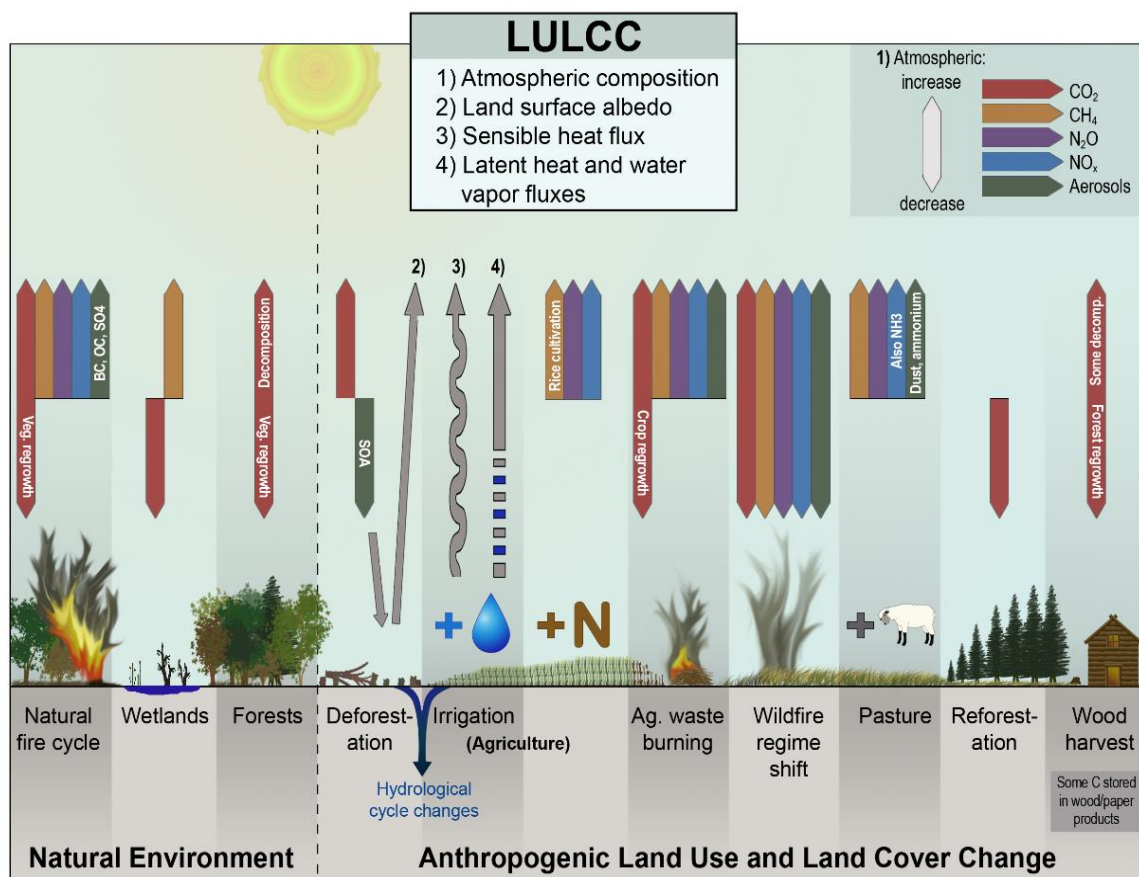 LULCC
1) Atmospheric composition
2) Land surface albedo
3) Sensible heat flux
4) Latent heat and water
vapor fluxes
1) Atmospheric:
increase
decrease
CO₂
CH₄
N₂O
NOₓ
Aerosols
2)
3)
4)
Veg. regrowth
BC, OC, SO4
Decomposition
Veg. regrowth
SOA
Rice cultivation
Crop regrowth
Also NH3
Dust, ammonium
Some decomp.
Forest regrowth
+
+N
+
Natural
fire cycle
Wetlands
Forests
Deforest-
ation
Irrigation
(Agriculture)
Ag. waste
burning
Wildfire
regime
shift
Pasture
Reforest-
ation
Wood
harvest
Hydrological
cycle changes
Some C stored
in wood/paper
products
Natural Environment
Anthropogenic Land Use and Land Cover Change